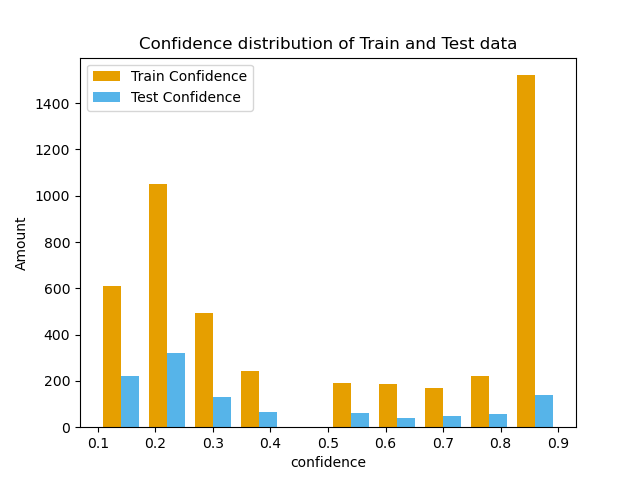 Confidence distribution of Train and Test data
Train Confidence
Test Confidence
1400
1200
1000
800
600
400
200
0
Amount
0.1 0.2 0.3 0.4 0.5 0.6 0.7 0.8 0.9
confidence